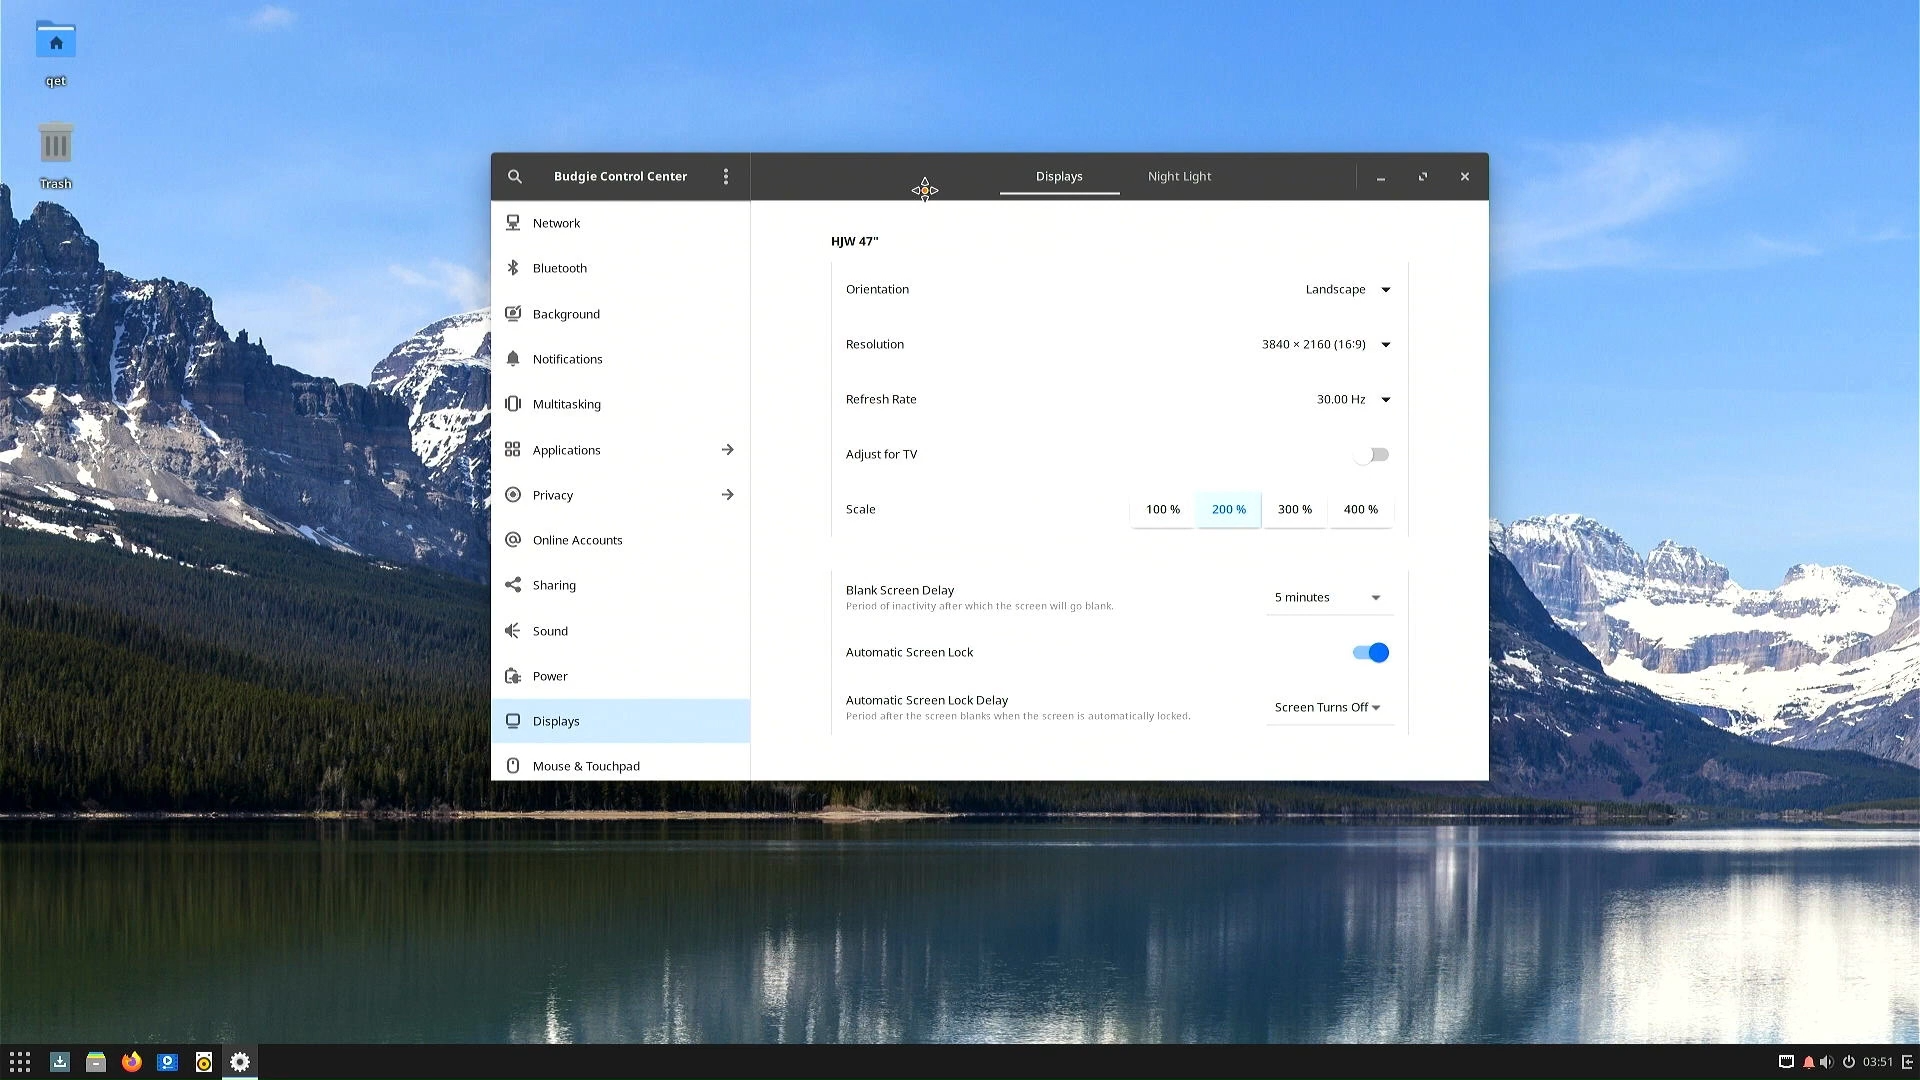 qet
Trash
Budgie Control Center
Displays
Night Light
Network
Bluetooth
Background
Notifications
Multitasking
Applications
Privacy
Online Accounts
Sharing
Sound
Power
Displays
Mouse & Touchpad
HJW 47"
Orientation
Landscape
Resolution
3840 × 2160 (16:9)
Refresh Rate
30.00 Hz
Adjust for TV
Scale
100 %
200 %
300 %
400 %
Blank Screen Delay
Period of inactivity after which the screen will go blank.
5 minutes
Automatic Screen Lock
Automatic Screen Lock Delay
Period after the screen blanks when the screen is automatically locked.
Screen Turns Off
03:51